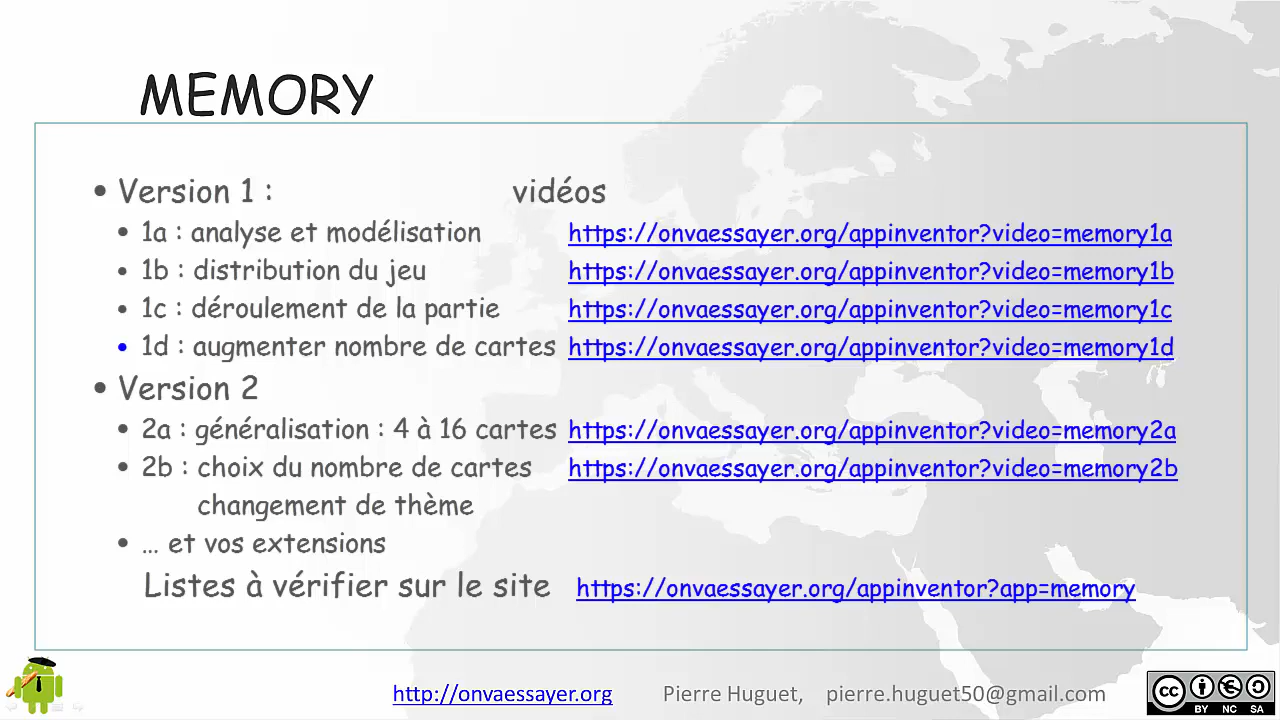 MEMORY
• Version 1 : vidéos
• 1a : analyse et modélisation https://onvaessayer.org/appinventor?video=memory1a
• 1b : distribution du jeu https://onvaessayer.org/appinventor?video=memory1b
• 1c : déroulement de la partie https://onvaessayer.org/appinventor?video=memory1c
• 1d : augmenter nombre de cartes https://onvaessayer.org/appinventor?video=memory1d
• Version 2
• 2a : généralisation : 4 à 16 cartes https://onvaessayer.org/appinventor?video=memory2a
• 2b : choix du nombre de cartes https://onvaessayer.org/appinventor?video=memory2b
changement de thème
• ... et vos extensions
Listes à vérifier sur le site https://onvaessayer.org/appinventor?app=memory
http://onvaessayer.org Pierre Huguet, pierre.huguet50@gmail.com
cc BY NC SA